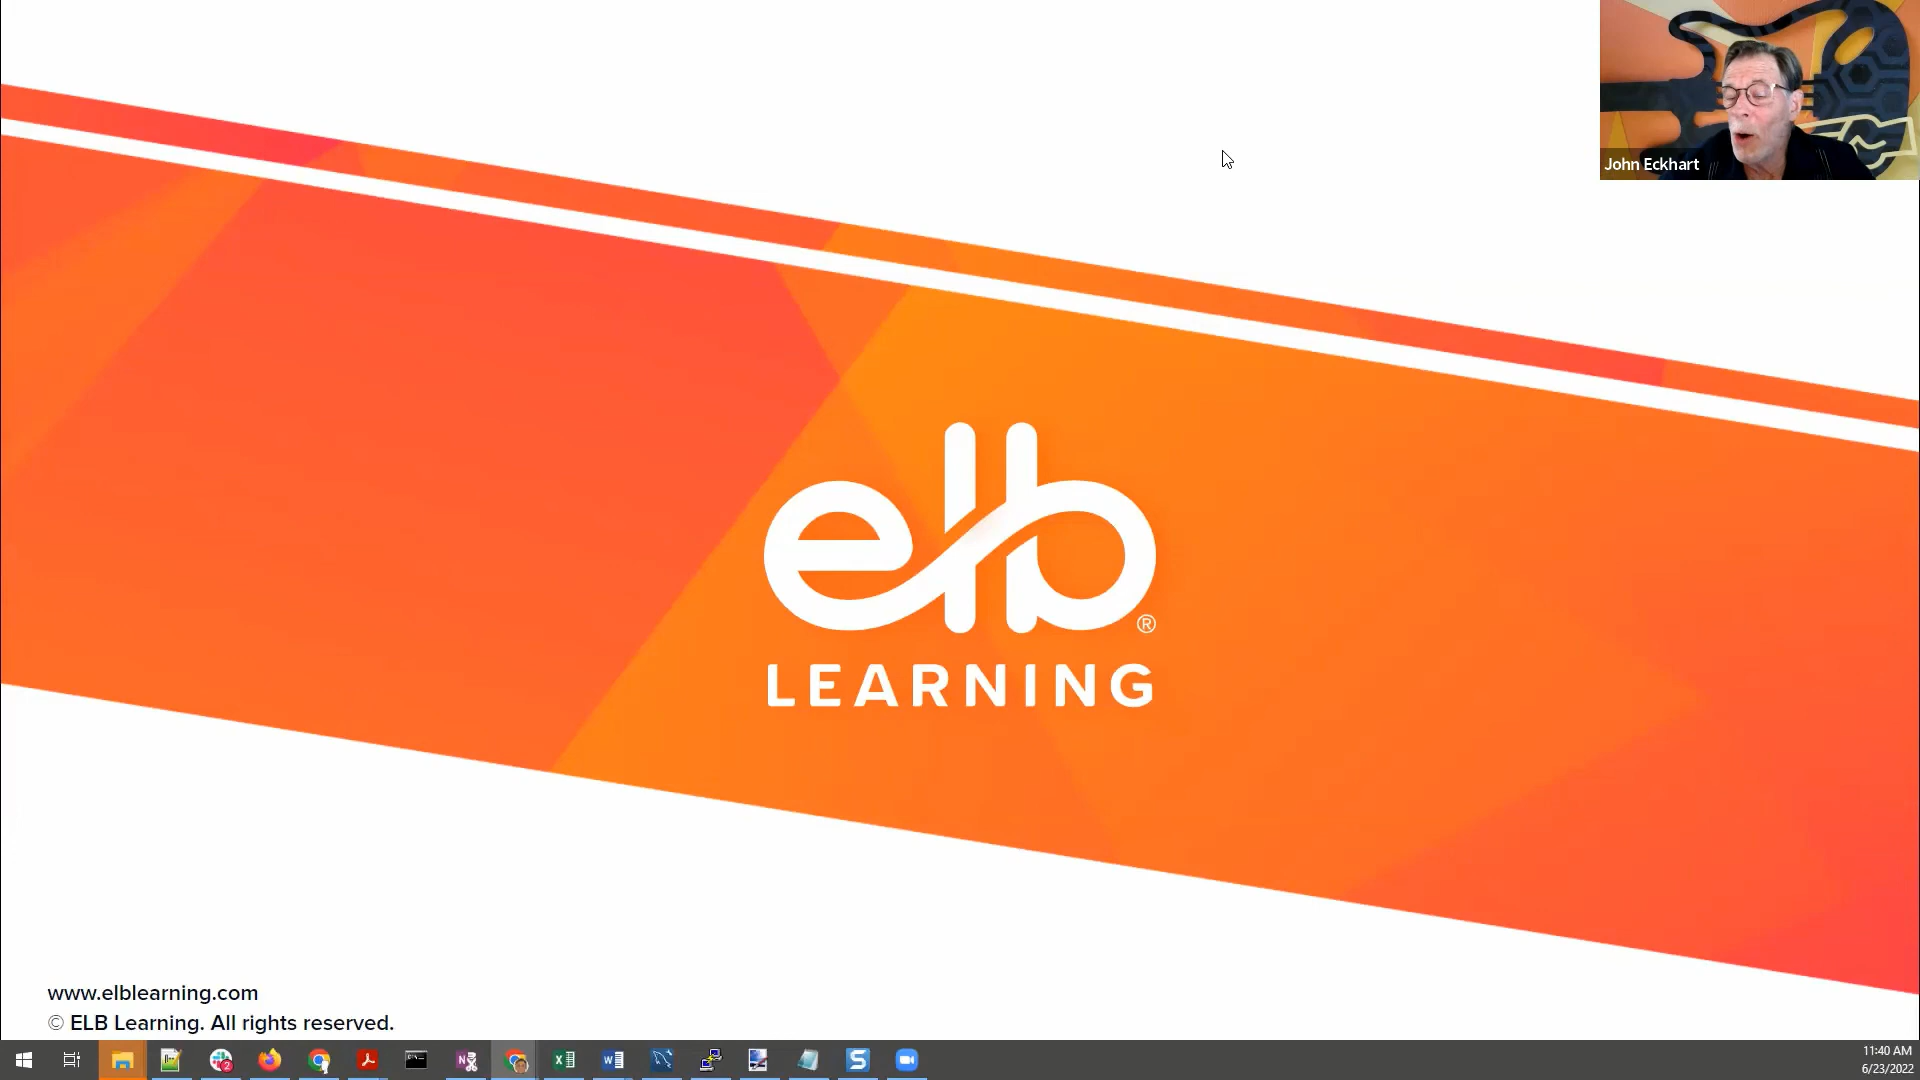 John Eckhart
elb®
LEARNING
www.elblearning.com
© ELB Learning. All rights reserved.
11:40 AM
6/23/2022